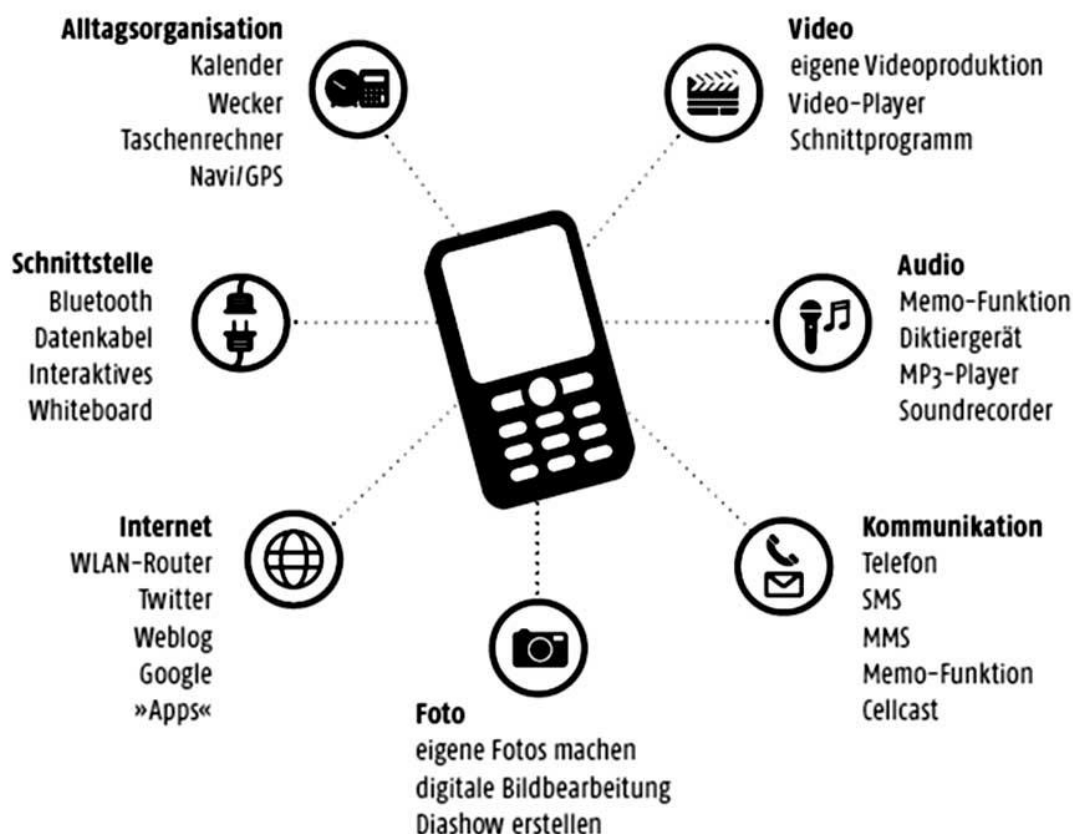 Alltagsorganisation
Kalender
Wecker
Taschenrechner
Navi/GPS
Video
eigene Videoproduktion
Video-Player
Schnittprogramm
Schnittstelle
Bluetooth
Datenkabel
Interaktives
Whiteboard
Audio
Memo-Funktion
Diktiergerät
MP3-Player
Soundrecorder
Internet
WLAN-Router
Twitter
Weblog
Google
»Apps«
Kommunikation
Telefon
SMS
MMS
Memo-Funktion
Cellcast
Foto
eigene Fotos machen
digitale Bildbearbeitung
Diashow erstellen